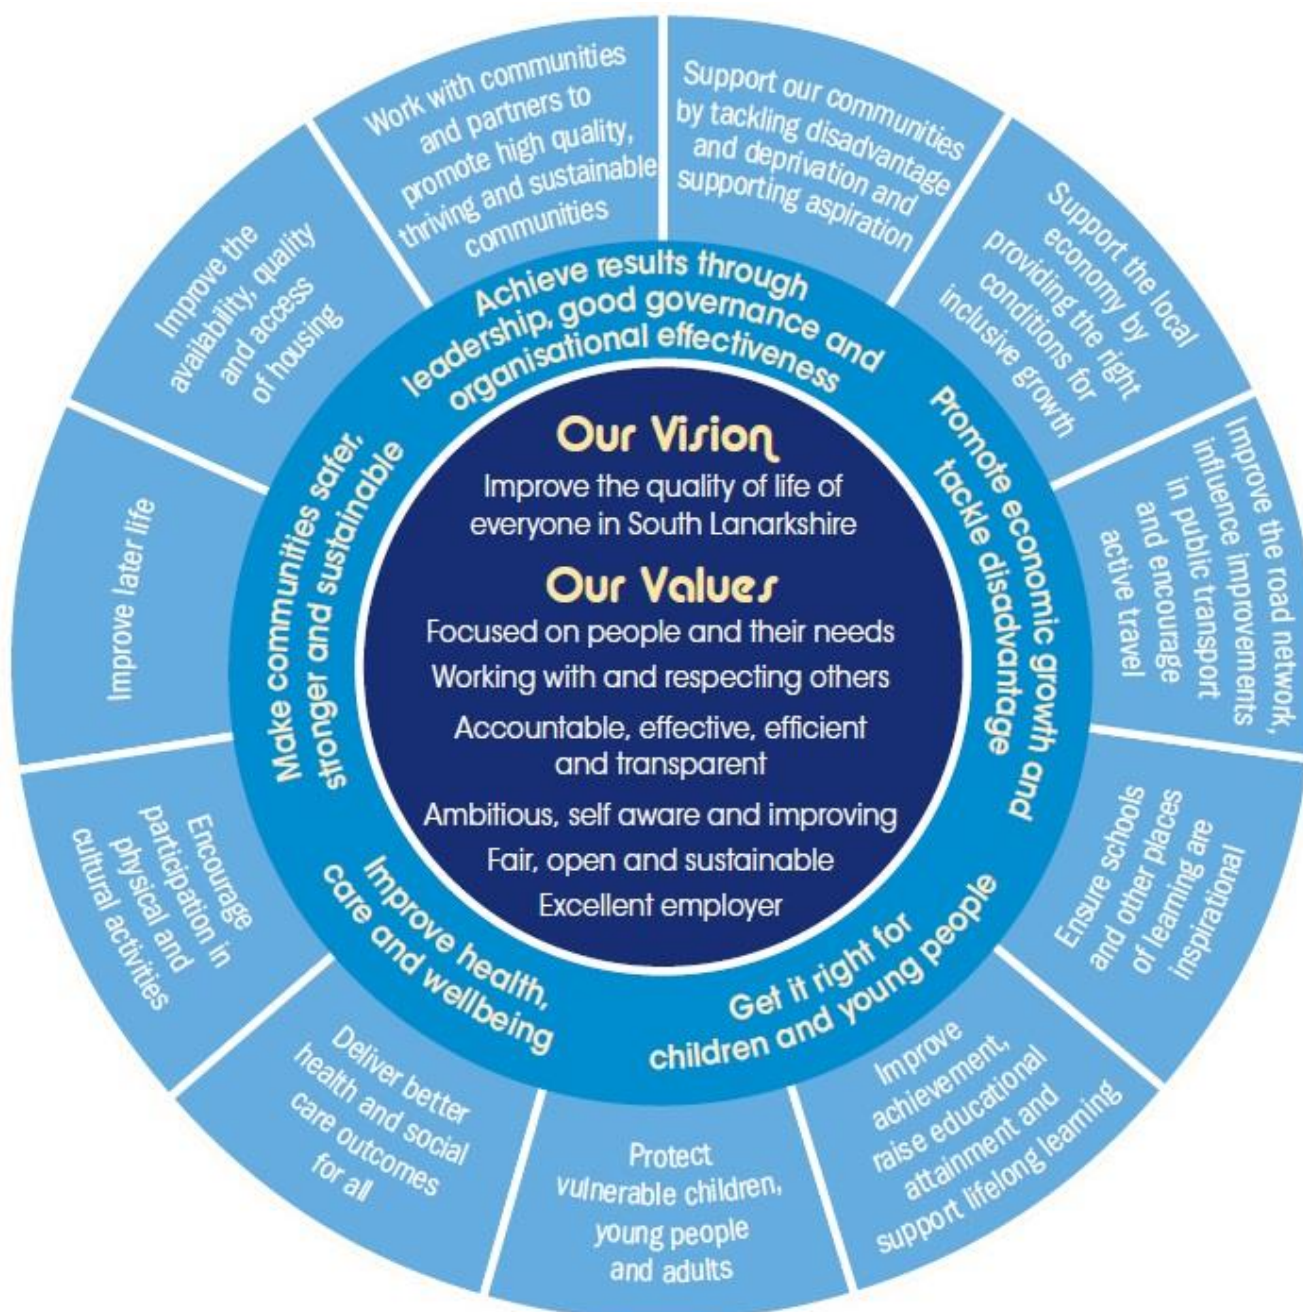 Our Vision
Improve the quality of life of
everyone in South Lanarkshire
Our Values
Focused on people and their needs
Working with and respecting others
Accountable, effective, efficient
and transparent
Ambitious, self aware and improving
Fair, open and sustainable
Excellent employer
Achieve results through
leadership, good governance and
organisational effectiveness
Promote economic growth and
tackle disadvantage
Get it right for
children and young people
Improve health,
care and wellbeing
Make communities safer,
stronger and sustainable
Support our communities
by tackling disadvantage
and deprivation and
supporting aspiration
Support the local
economy by
providing the right
conditions for
inclusive growth
Improve the road network,
influence improvements
in public transport
and encourage
active travel
Ensure schools
and other places
of learning are
inspirational
Improve
achievement,
raise educational
attainment and
support lifelong learning
Protect
vulnerable children,
young people
and adults
Deliver better
health and social
care outcomes
for all
Encourage
participation in
physical and
cultural activities
Improve later life
Improve the
availability, quality
and access
of housing
Work with communities
and partners to
promote high quality,
thriving and sustainable
communities